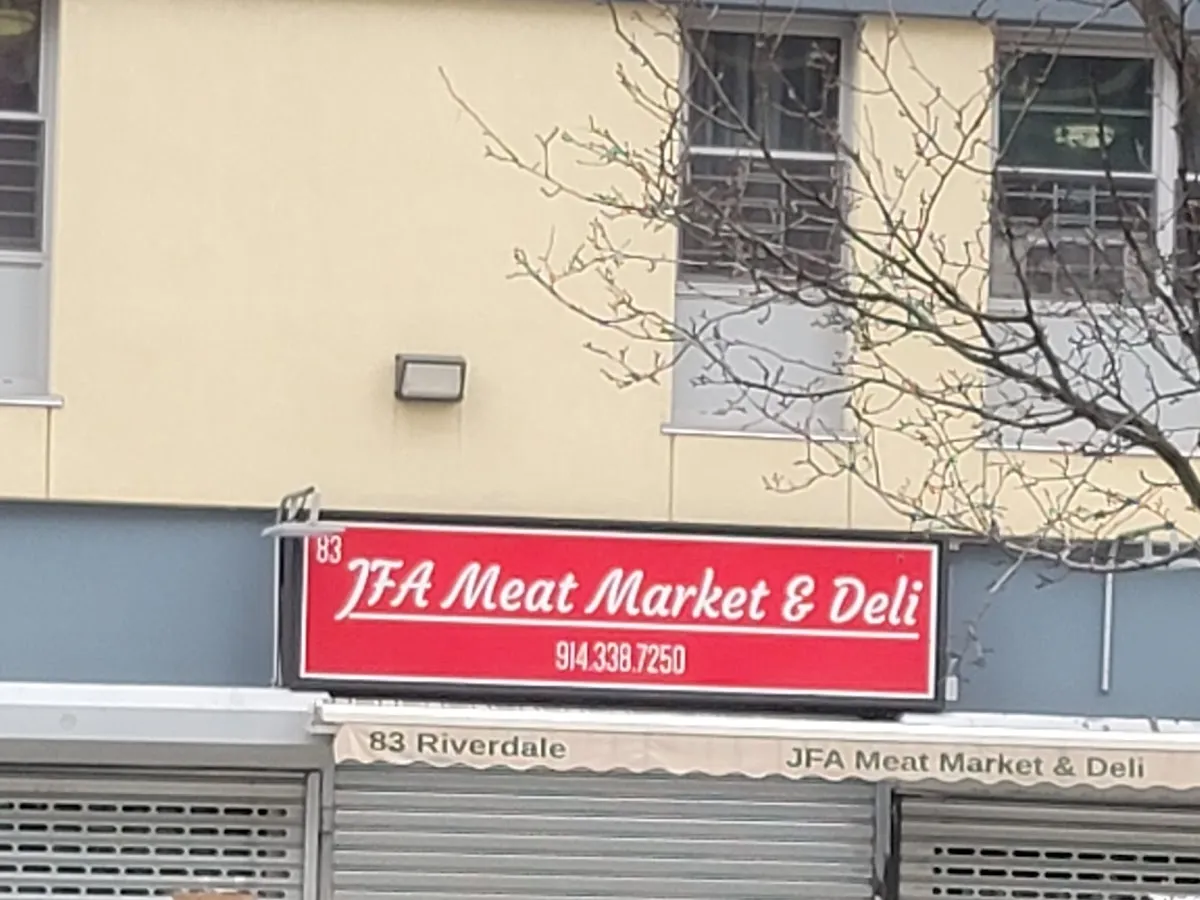 83
JFA Meat Market & Deli
914.338.7250
83 Riverdale
JFA Meat Market & Deli